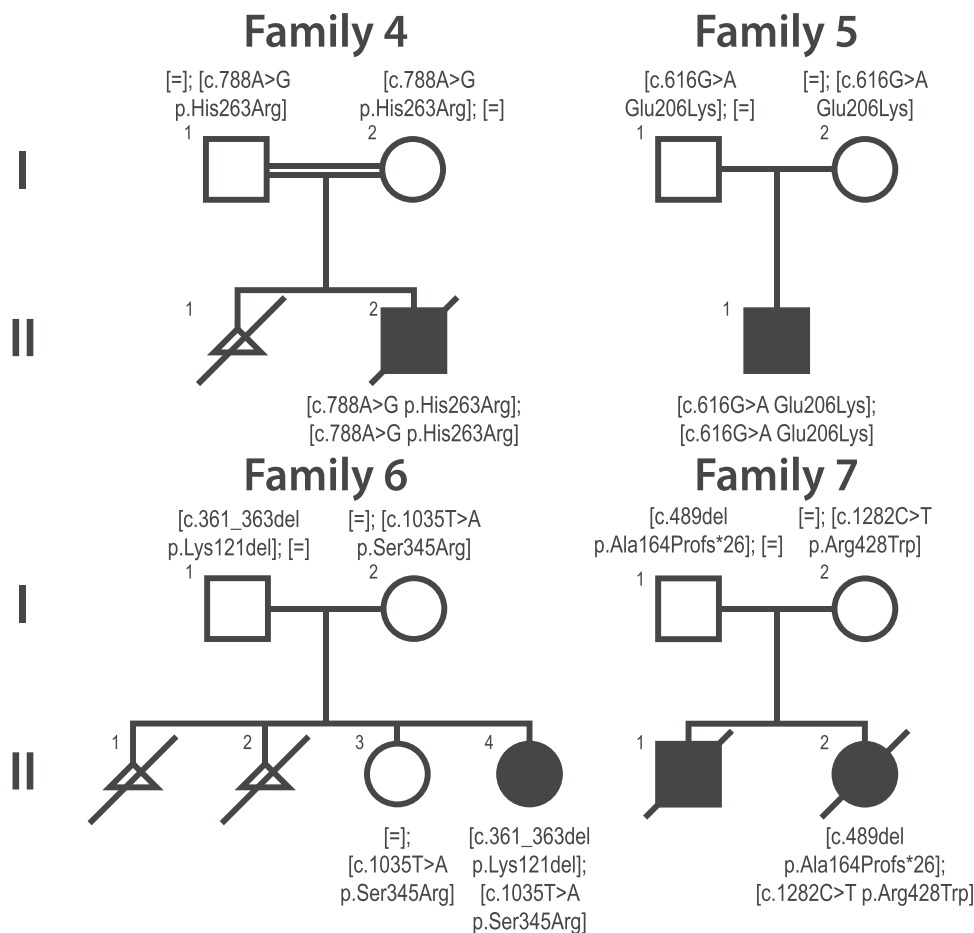 Family 4
[=]; [c.788A>G
p.His263Arg]
[c.788A>G
p.His263Arg]; [=]
1
2
I
II
1
2
[c.788A>G p.His263Arg];
[c.788A>G p.His263Arg]
Family 5
[c.616G>A
Glu206Lys]; [=]
[=]; [c.616G>A
Glu206Lys]
1
2
1
[c.616G>A Glu206Lys];
[c.616G>A Glu206Lys]
Family 6
[c.361_363del
p.Lys121del]; [=]
[=]; [c.1035T>A
p.Ser345Arg]
1
2
I
II
1
2
3
4
[=];
[c.1035T>A
p.Ser345Arg]
[c.361_363del
p.Lys121del];
[c.1035T>A
p.Ser345Arg]
Family 7
[c.489del
p.Ala164Profs*26]; [=]
[=]; [c.1282C>T
p.Arg428Trp]
1
2
1
2
[c.489del
p.Ala164Profs*26];
[c.1282C>T p.Arg428Trp]